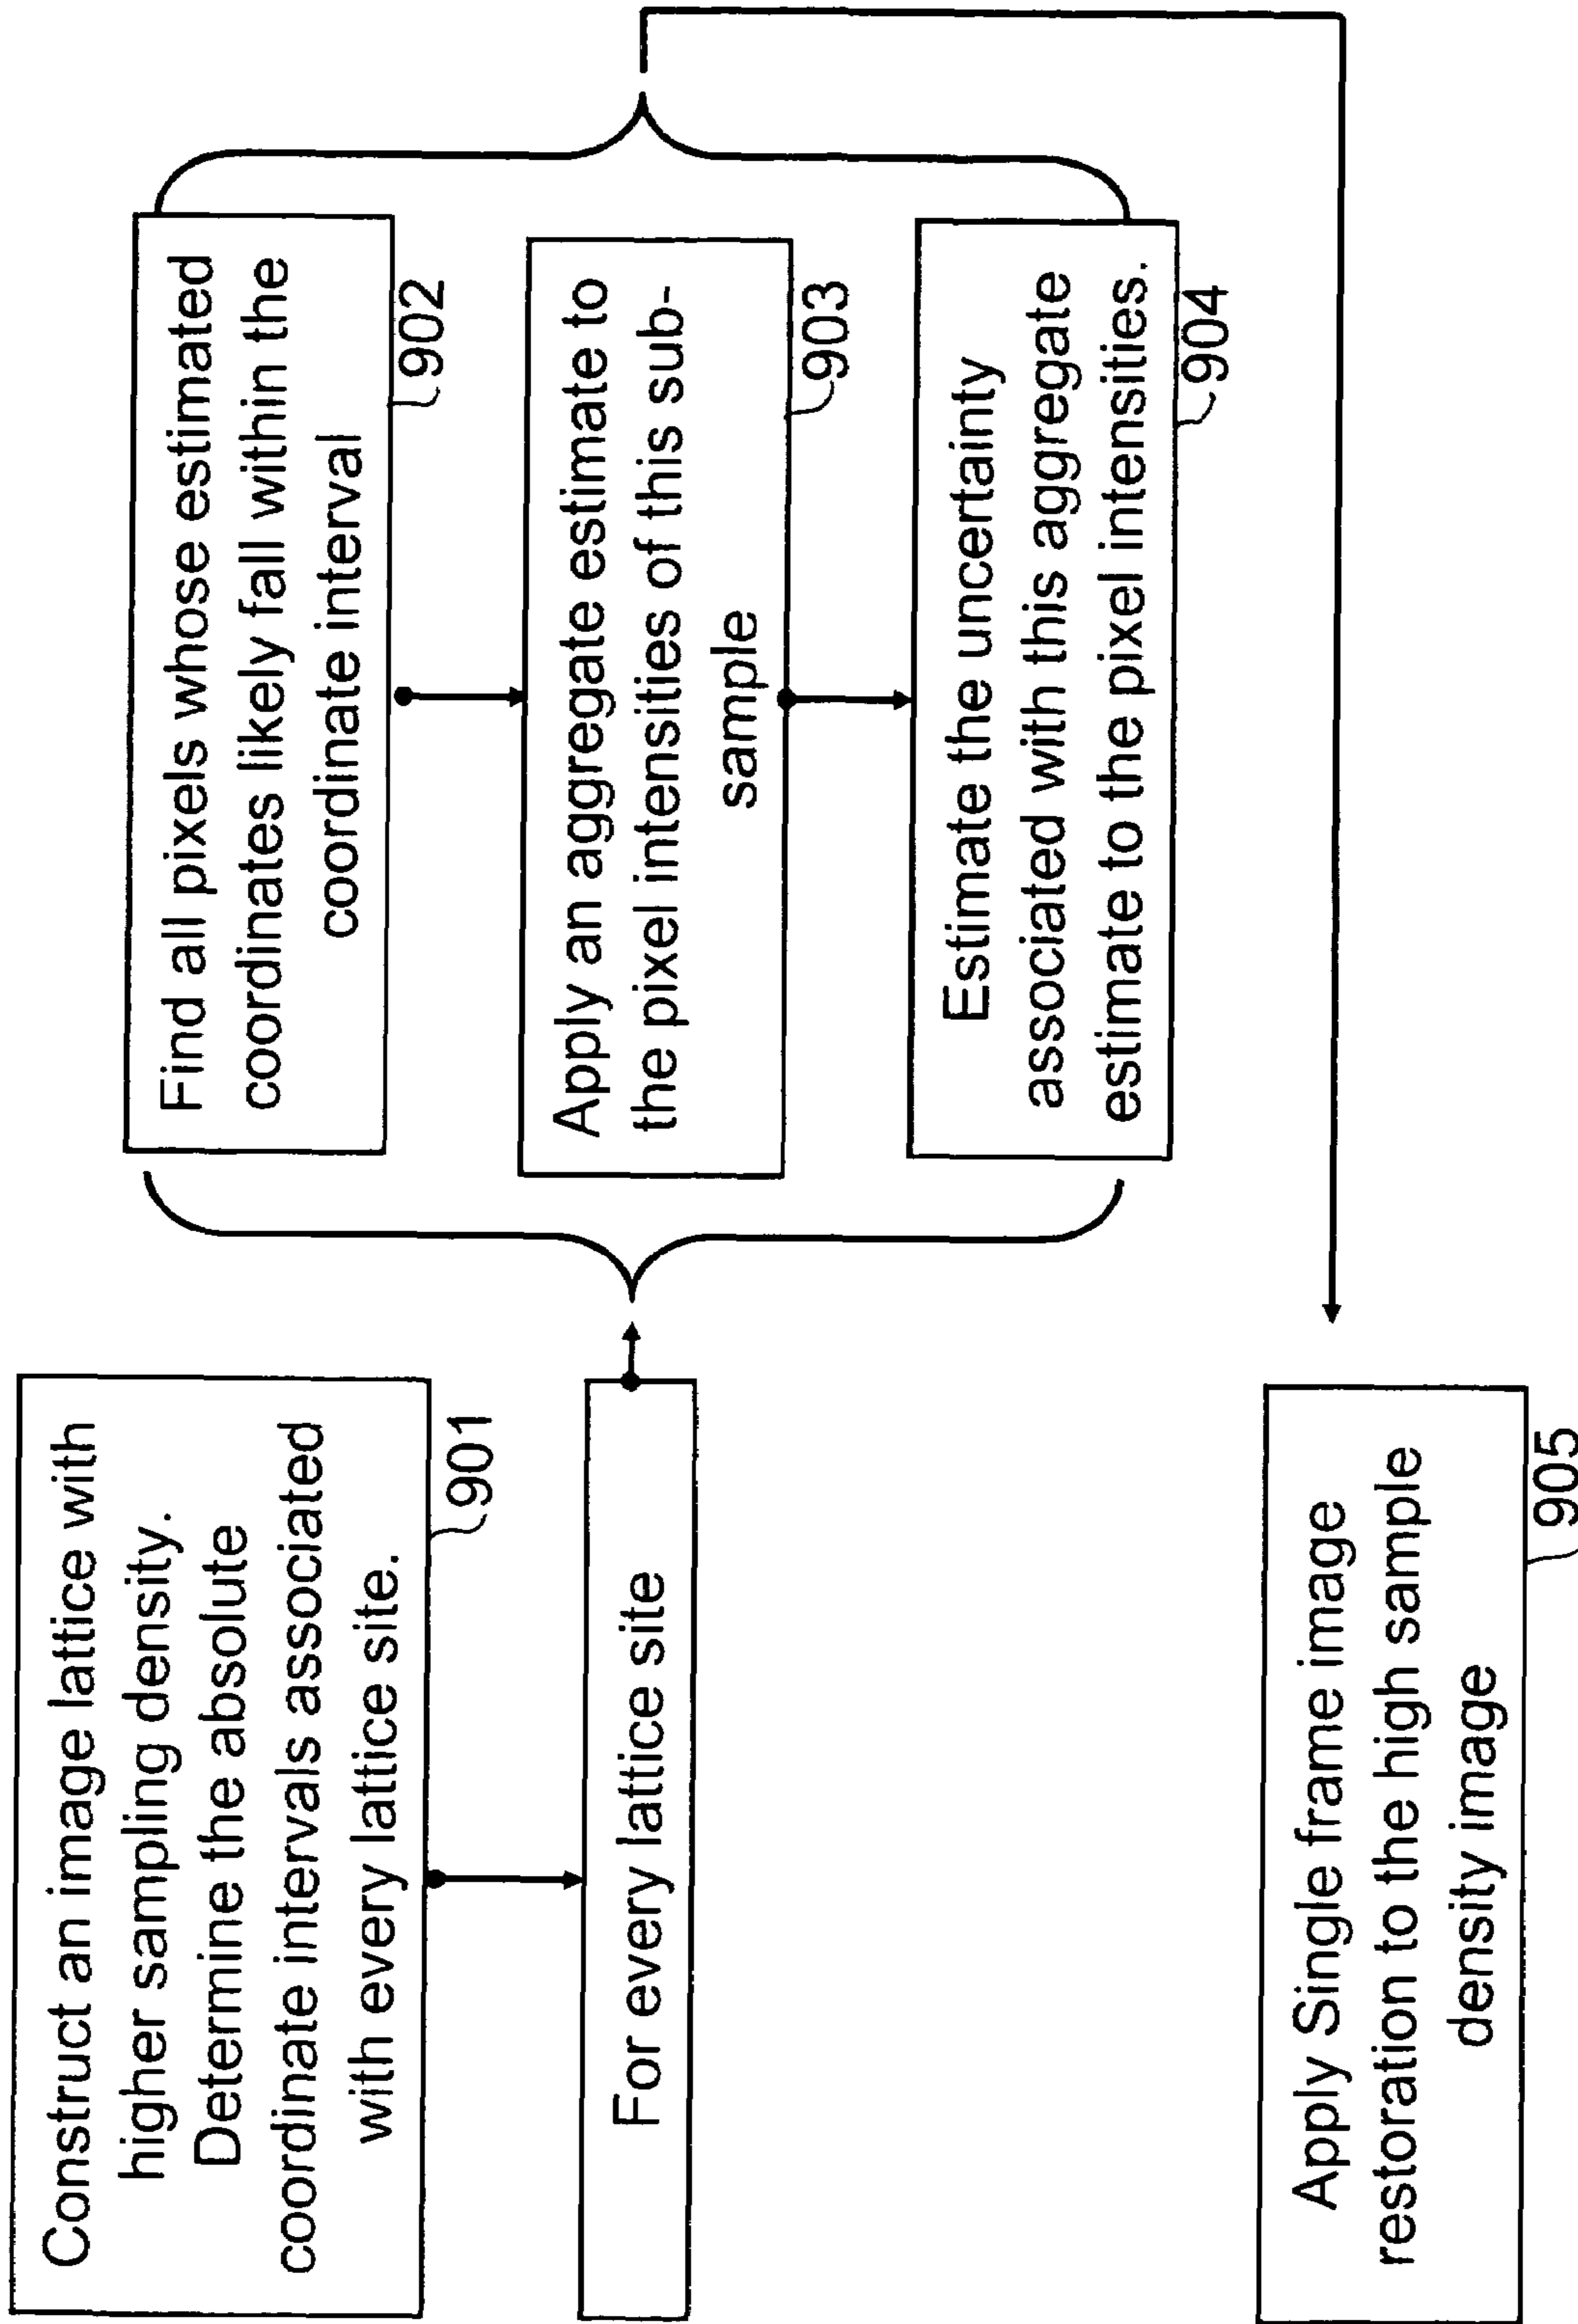 Construct an image lattice with
higher sampling density.
Determine the absolute
coordinate intervals associated
with every lattice site.
901
For every lattice site
Find all pixels whose estimated
coordinates likely fall within the
coordinate interval
902
Apply an aggregate estimate to
the pixel intensities of this sub-
sample
903
Estimate the uncertainty
associated with this aggregate
estimate to the pixel intensities.
904
Apply Single frame image
restoration to the high sample
density image
905